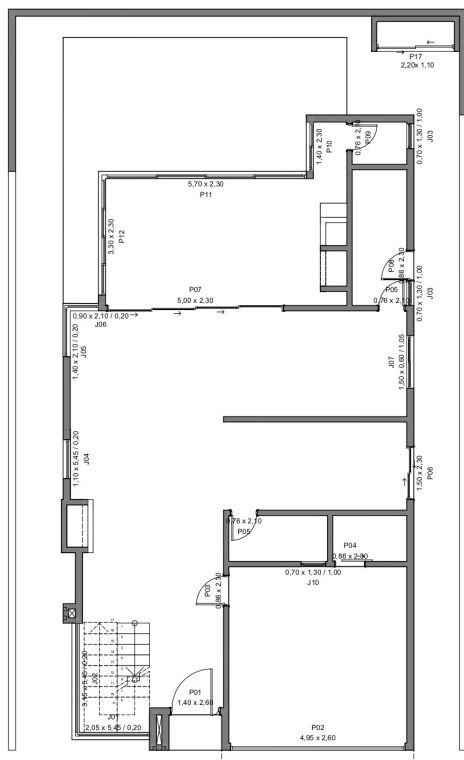 P17
2,20x 1,10
P10
1,40 x 2,30
0,76 x 2,10
P09
0,70 x 1,30 / 1,00
J03
5,70 x 2,30
P11
3,30 x 2,30
P12
P07
5,00 x 2,30
P08
0,86 x 2,30
P05
0,76 x 2,10
0,70 x 1,30 / 1,00
J03
0,90 x 2,10 / 0,20
J06
1,40 x 2,10 / 0,20
J05
J07
1,50 x 0,60 / 1,05
1,10 x 5,45 / 0,20
J04
1,50 x 2,30
P06
0,76 x 2,10
P05
P04
0,86 x 2,30
0,70 x 1,30 / 1,00
J10
P03
0,86 x 2,30
J02
J01
2,05 x 5,45 / 0,20
P01
1,40 x 2,60
P02
4,95 x 2,60